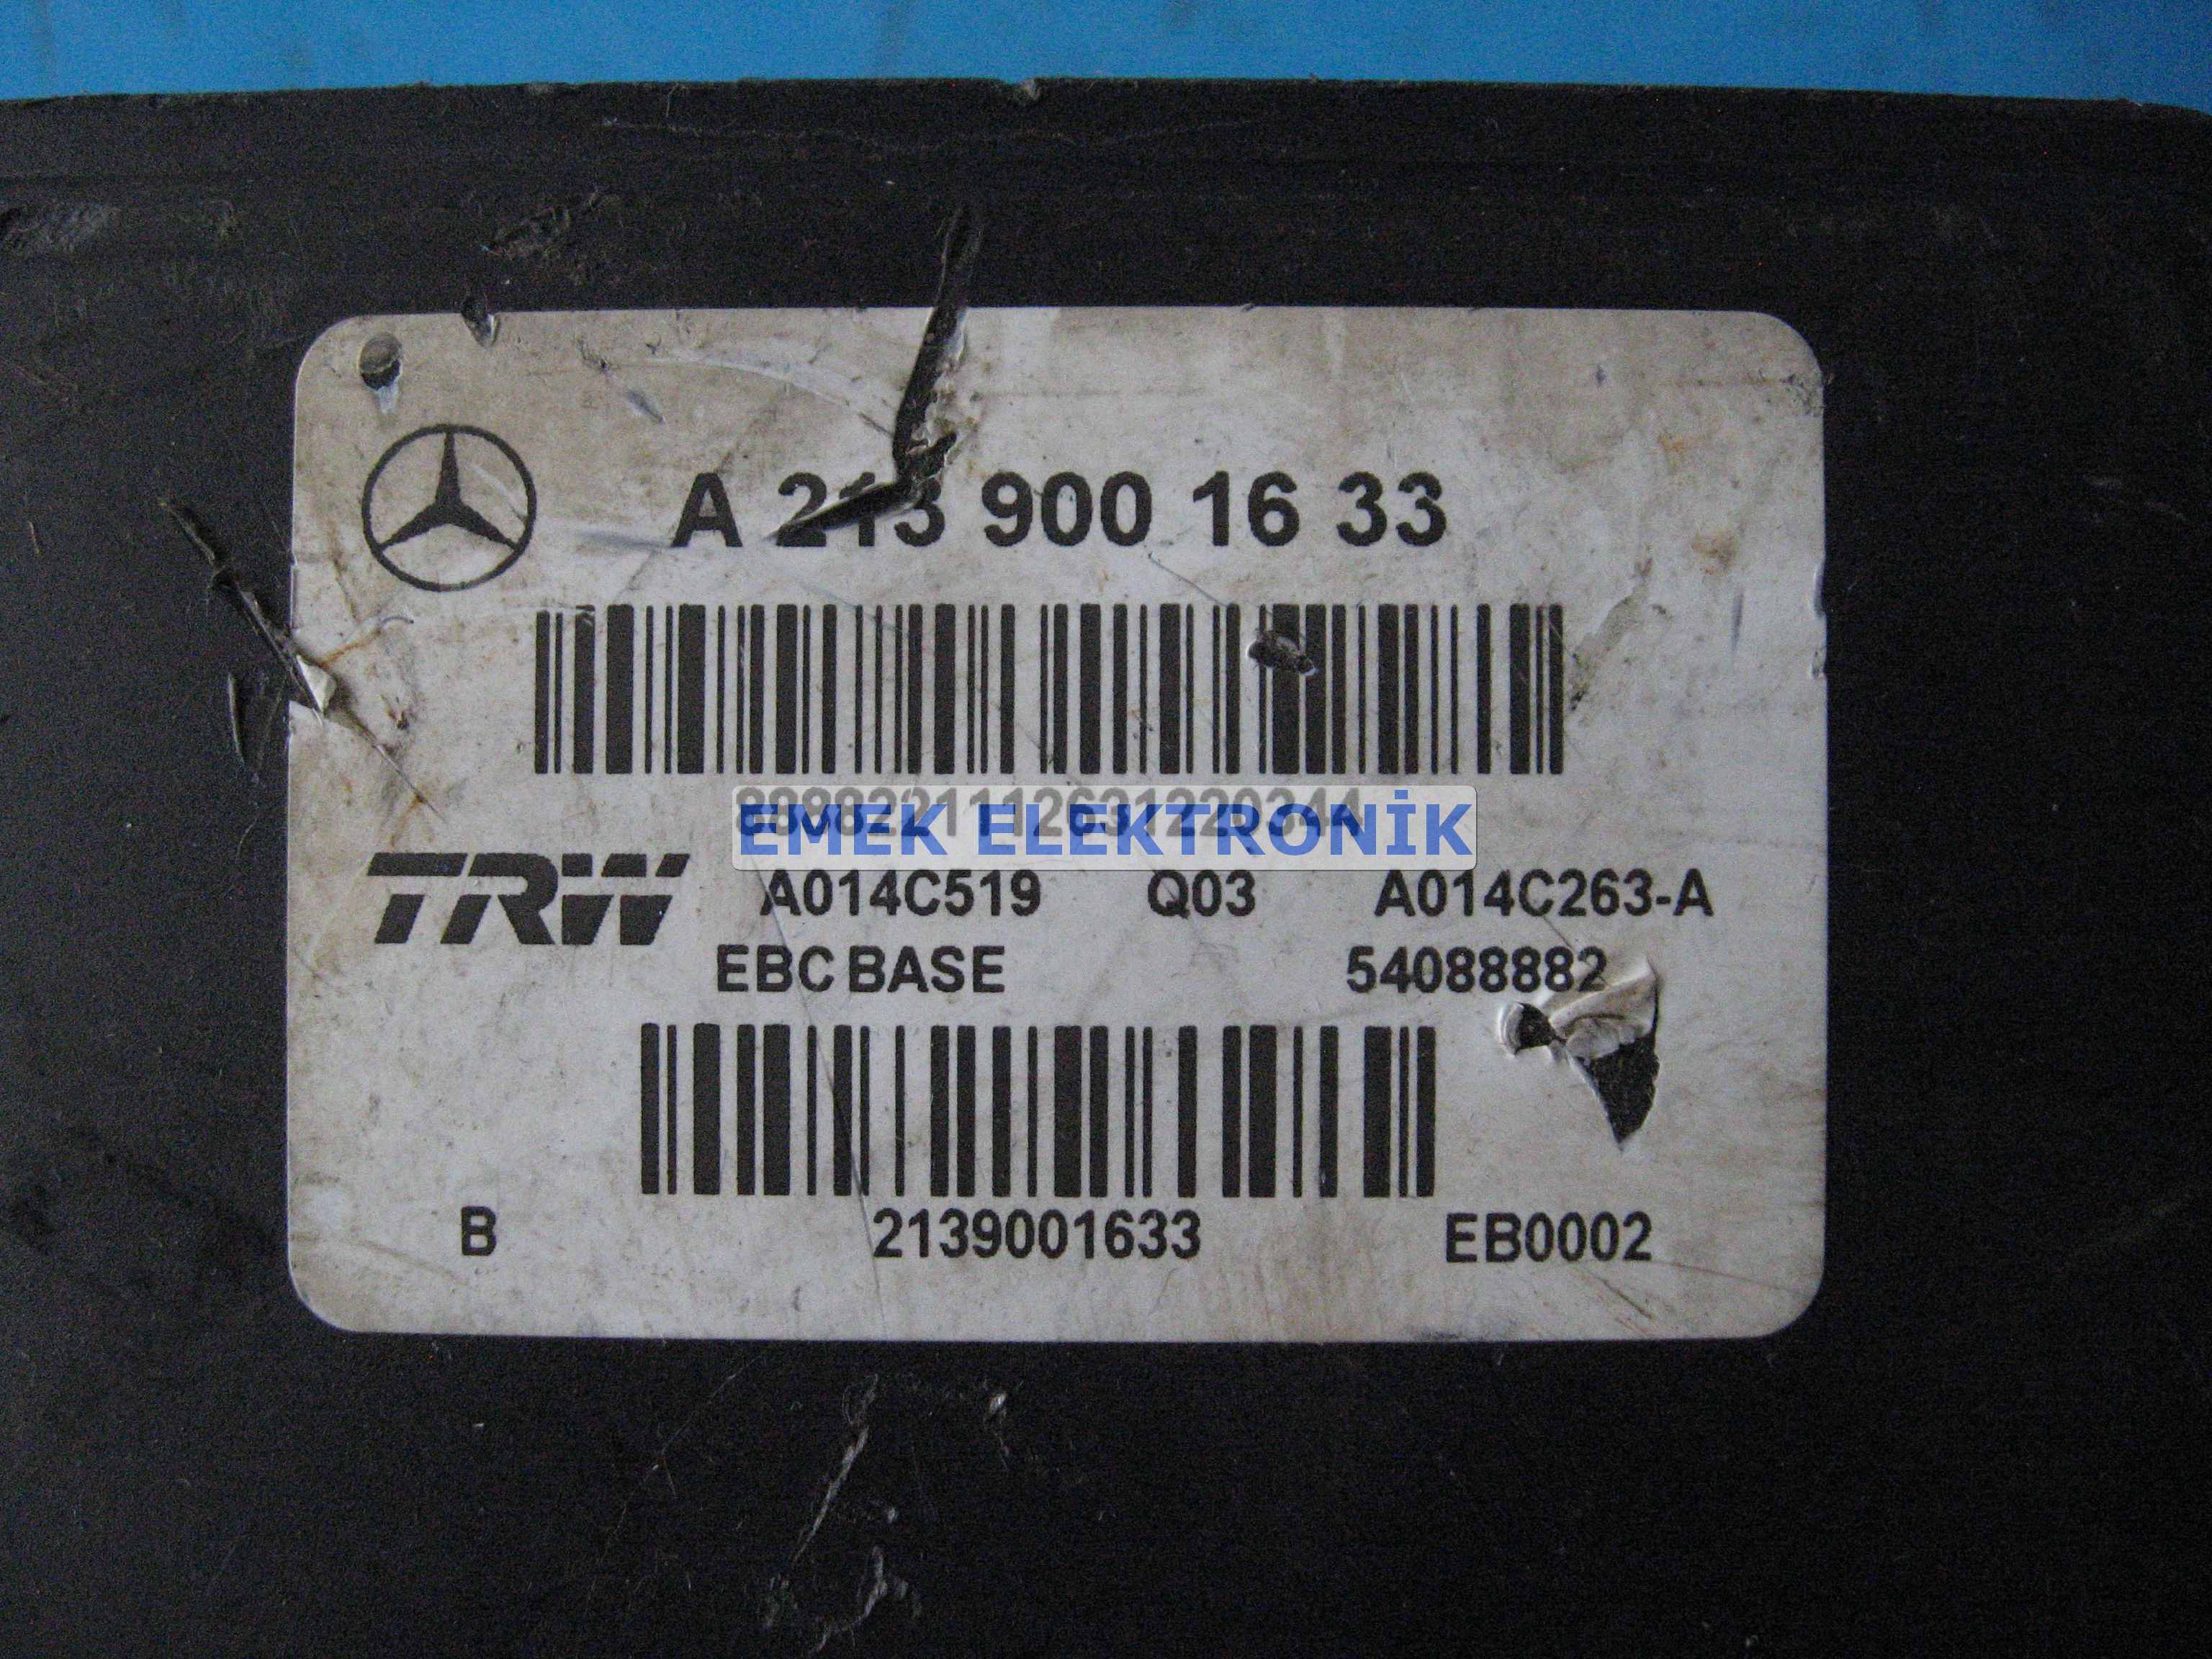 A 213 900 16 33
EMEK ELEKTRONİK
TRW A014C519 Q03 A014C263-A
EBC BASE 54088882
B 2139001633 EB0002